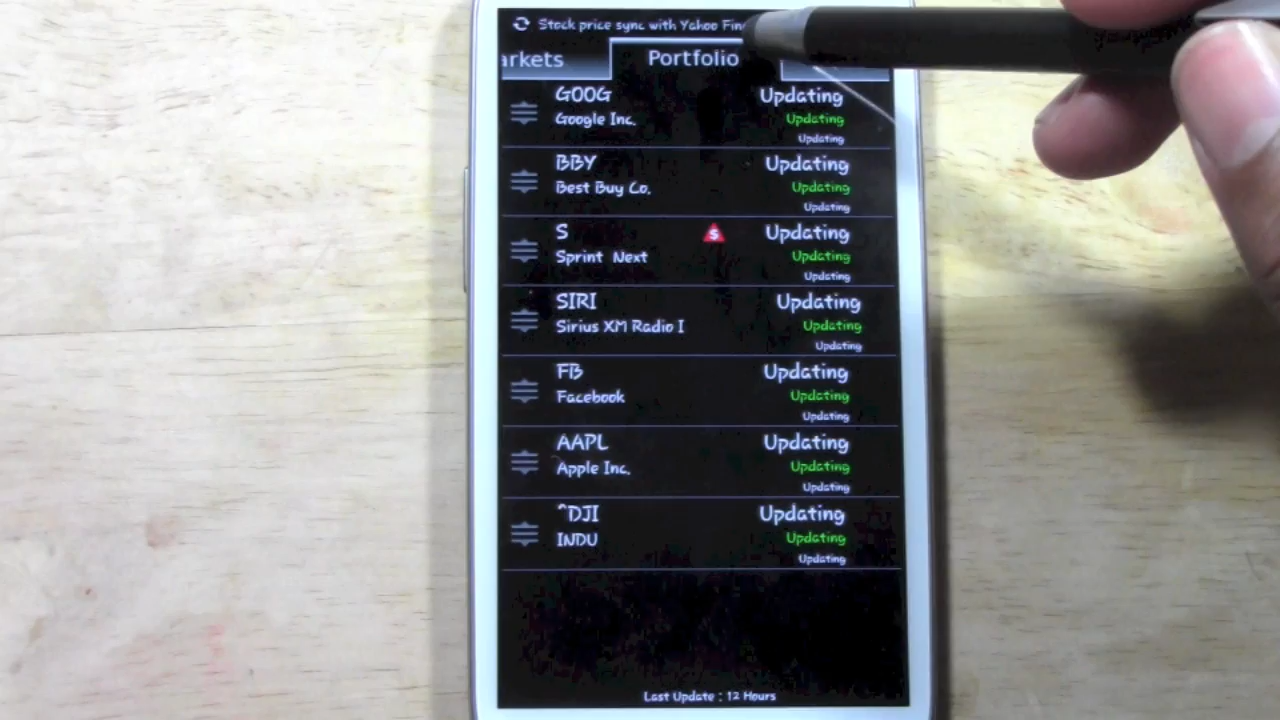 Stock price sync with Yahoo
arkets
Portfolio
GOOG
Updating
Google Inc.
Updating
Updating
BBY
Updating
Best Buy Co.
Updating
Updating
S
S
Updating
Sprint Next
Updating
Updating
SIRI
Updating
Sirius XM Radio I
Updating
Updating
FB
Updating
Facebook
Updating
Updating
AAPL
Updating
Apple Inc.
Updating
Updating
^DJI
Updating
INDU
Updating
Updating
Last Update : 12 Hours